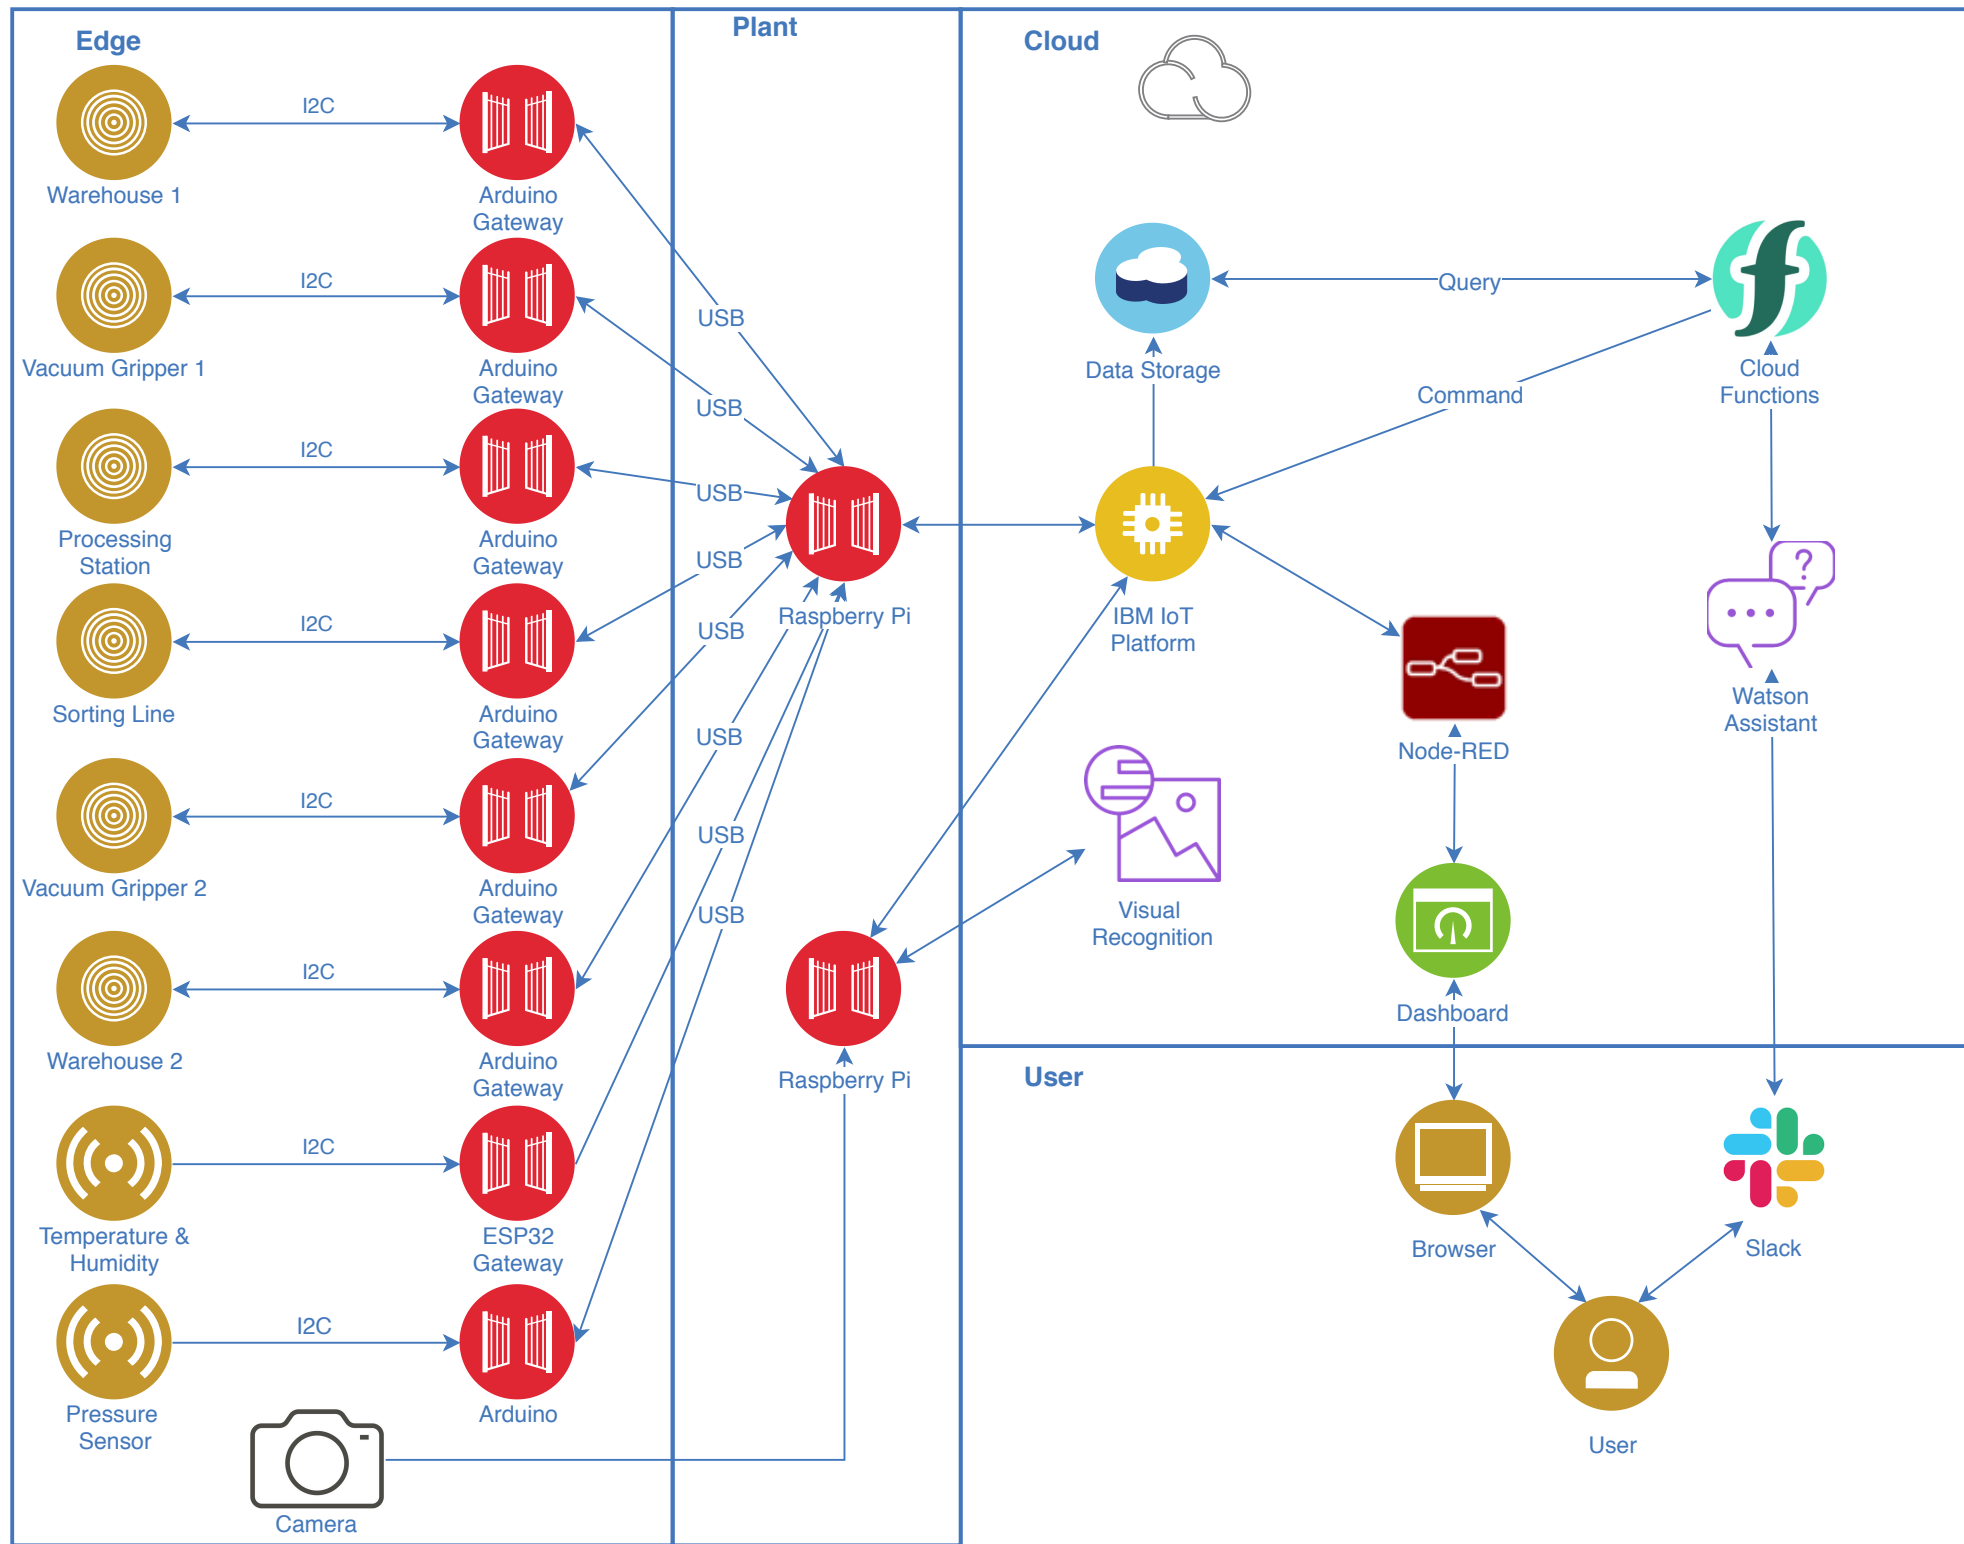 Edge
Plant
Cloud
I2C
Warehouse 1
Arduino
Gateway
I2C
Vacuum Gripper 1
Arduino
Gateway
I2C
Processing
Station
Arduino
Gateway
I2C
Sorting Line
Arduino
Gateway
I2C
Vacuum Gripper 2
Arduino
Gateway
I2C
Warehouse 2
Arduino
Gateway
I2C
Temperature &
Humidity
ESP32
Gateway
I2C
Pressure
Sensor
Arduino
Camera
USB
USB
USB
USB
USB
USB
USB
USB
Raspberry Pi
Raspberry Pi
Data Storage
Query
Cloud
Functions
Command
IBM IoT
Platform
Node-RED
Watson
Assistant
?
Visual
Recognition
Dashboard
User
Browser
Slack
User